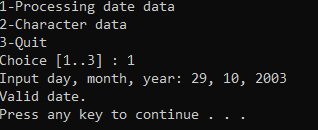 1-Processing date data
2-Character data
3-Quit
Choice [1..3] : 1
Input day, month, year: 29, 10, 2003
Valid date.
Press any key to continue . . .